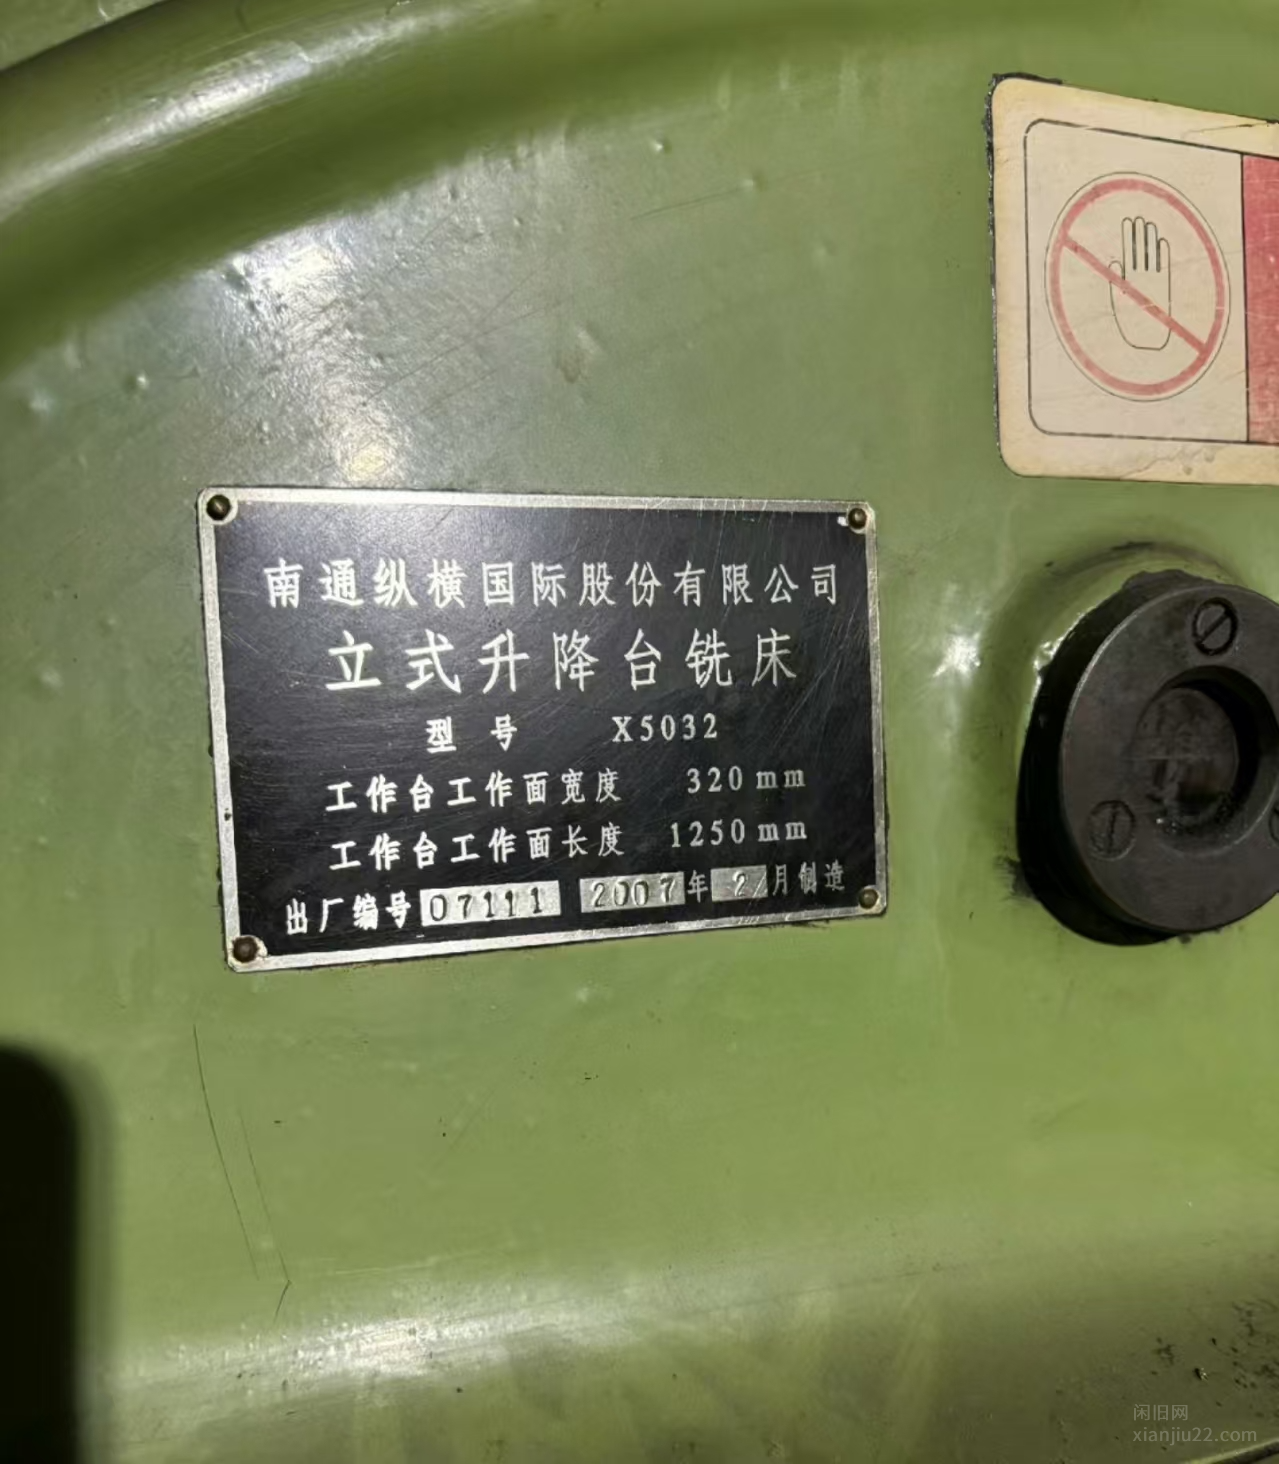 南通纵横国际股份有限公司
立式升降台铣床
型号 X5032
工作台工作面宽度 320mm
工作台工作面长度 1250mm
出厂编号 07111 2007年 2月制造
闲旧网
xianjiu22.com